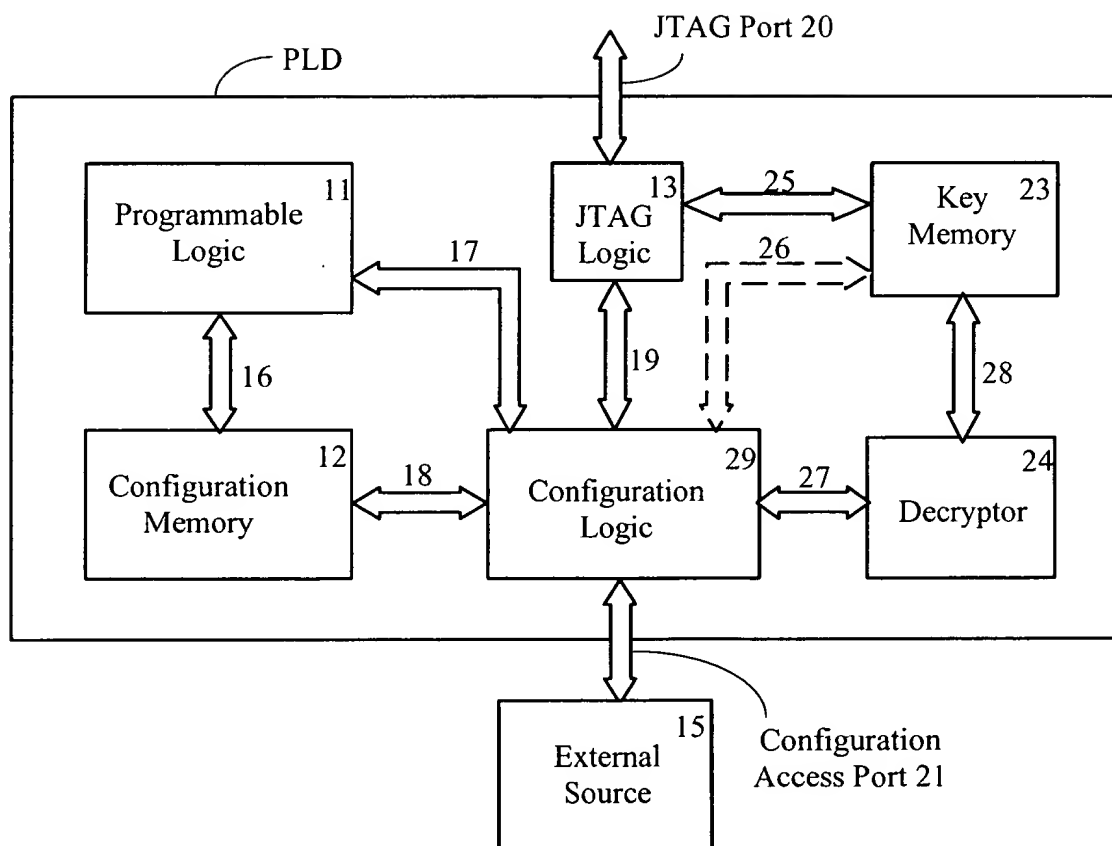 JTAG Port 20
PLD
11
Programmable
Logic
13
JTAG
Logic
25
23
Key
Memory
17
26
16
19
28
12
Configuration
Memory
18
29
Configuration
Logic
27
24
Decryptor
15
External
Source
Configuration
Access Port 21